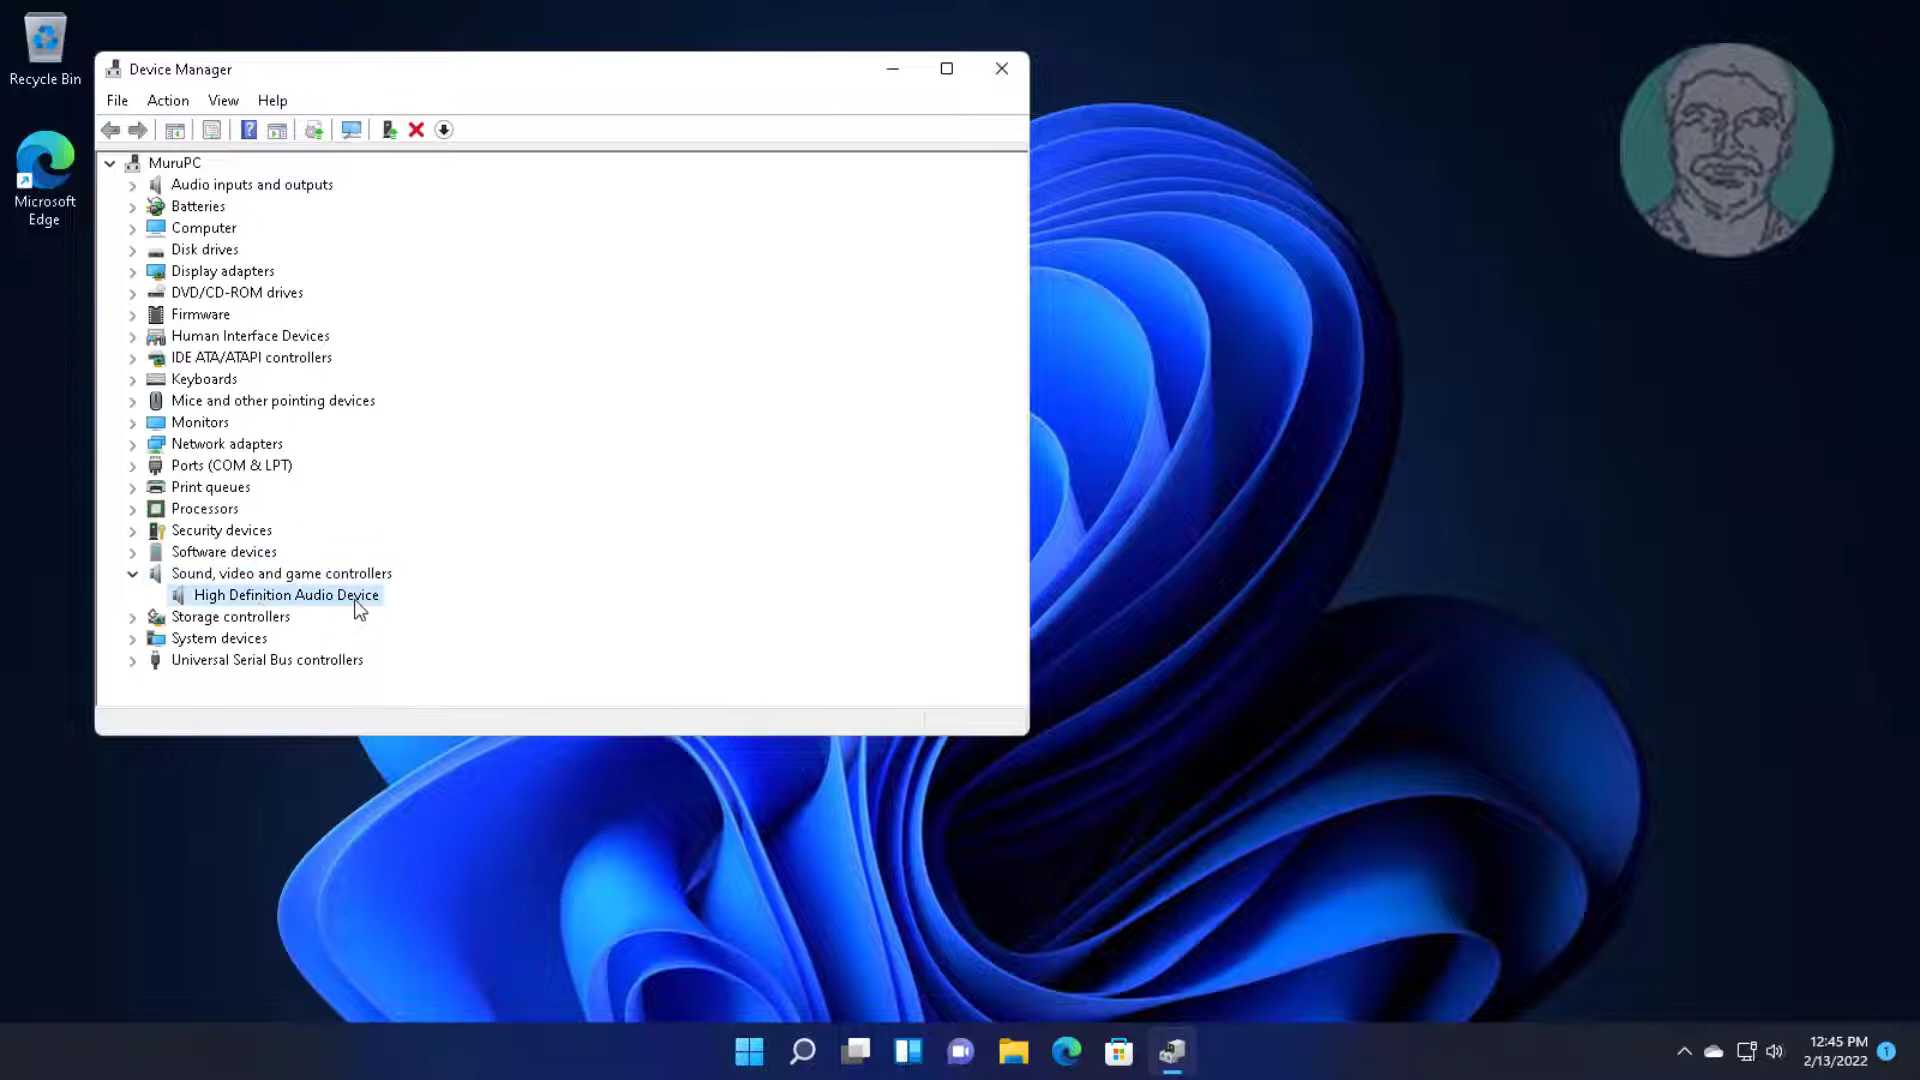 Recycle Bin
Microsoft
Edge
Device Manager
File Action View Help
MuruPC
Audio inputs and outputs
Batteries
Computer
Disk drives
Display adapters
DVD/CD-ROM drives
Firmware
Human Interface Devices
IDE ATA/ATAPI controllers
Keyboards
Mice and other pointing devices
Monitors
Network adapters
Ports (COM & LPT)
Print queues
Processors
Security devices
Software devices
Sound, video and game controllers
High Definition Audio Device
Storage controllers
System devices
Universal Serial Bus controllers
12:45 PM
2/13/2022
1